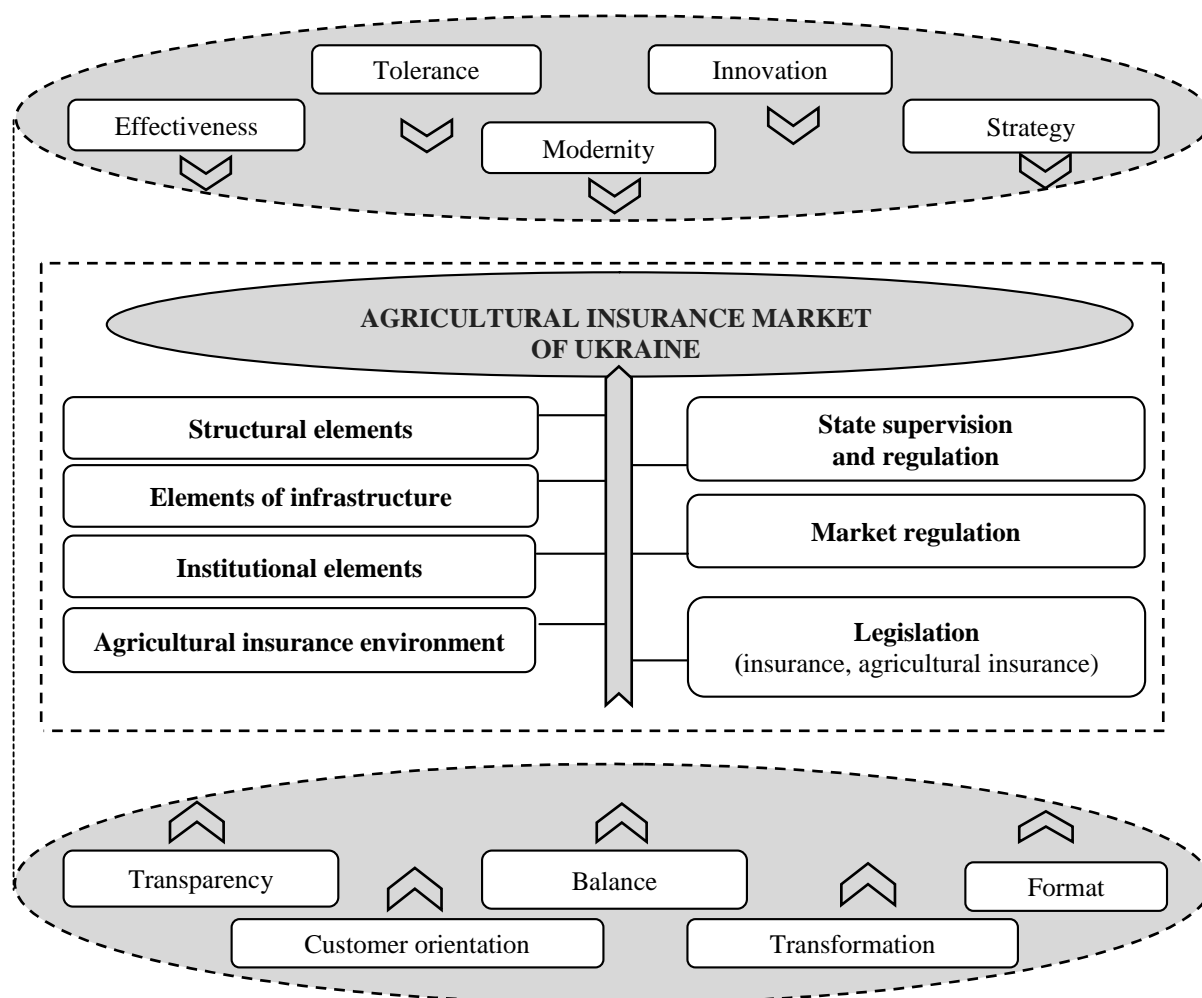 Tolerance
Innovation
Effectiveness
Strategy
Modernity
AGRICULTURAL INSURANCE MARKET
OF UKRAINE
Structural elements
Elements of infrastructure
Institutional elements
Agricultural insurance environment
State supervision
and regulation
Market regulation
Legislation
(insurance, agricultural insurance)
Transparency
Balance
Format
Customer orientation
Transformation